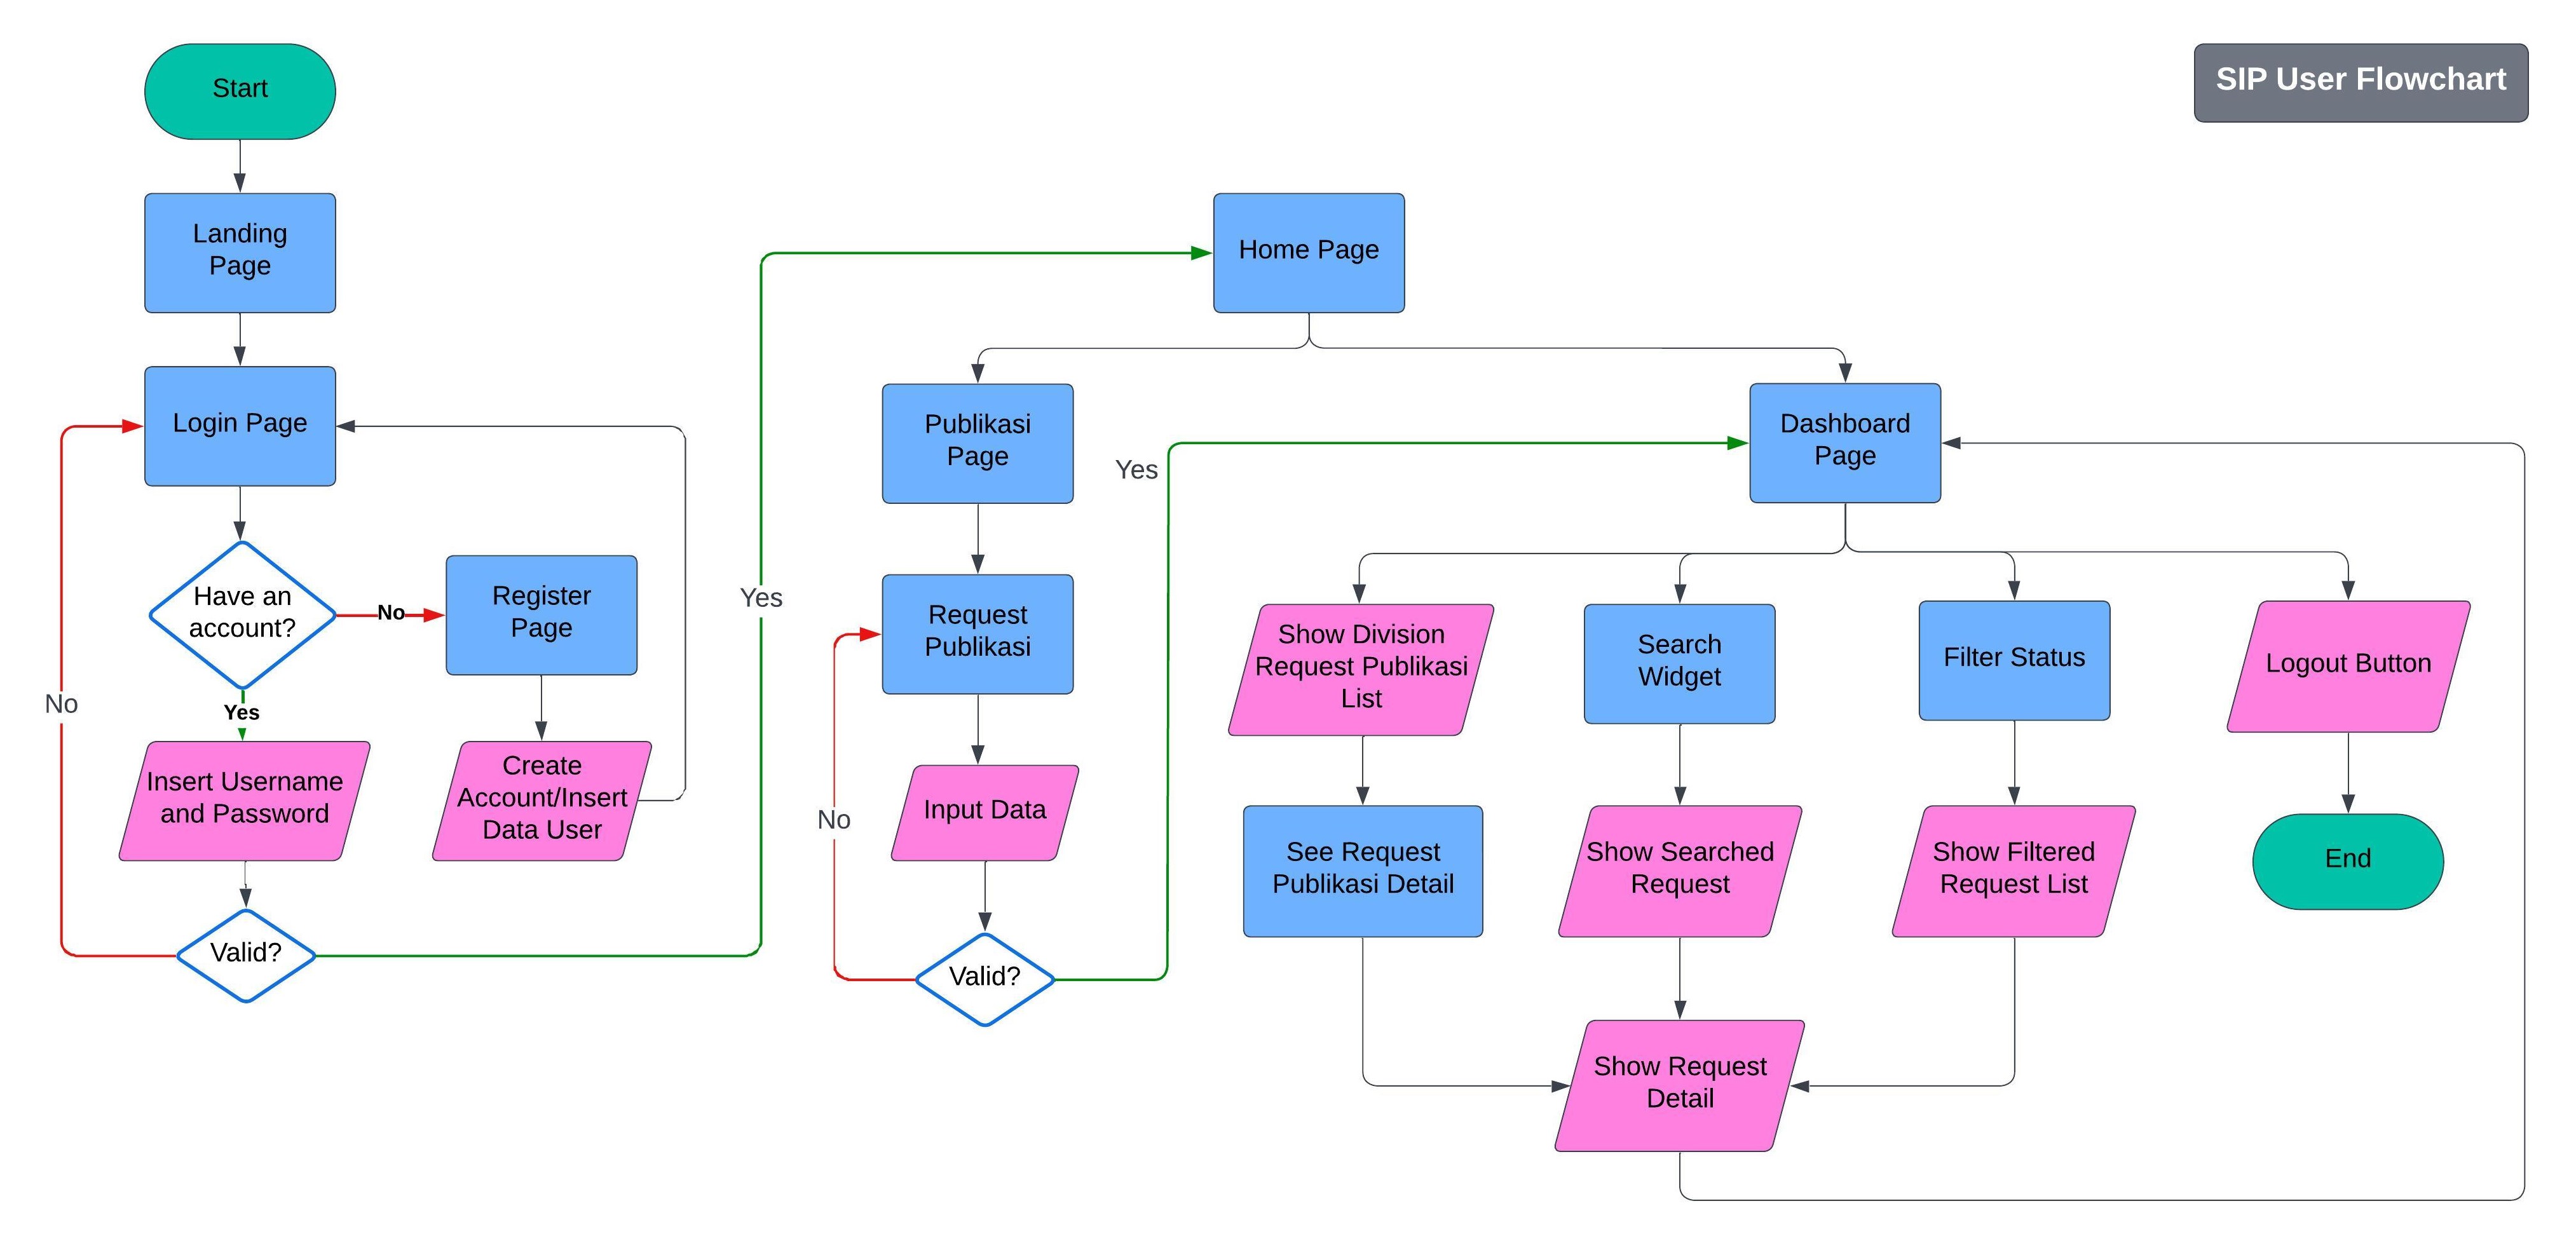 Start
SIP User Flowchart
Landing
Page
Login Page
Have an
account?
No
Register
Page
Yes
Insert Username
and Password
Create
Account/Insert
Data User
Valid?
No
Yes
Home Page
Publikasi
Page
Request
Publikasi
Input Data
Valid?
No
Yes
Dashboard
Page
Show Division
Request Publikasi
List
See Request
Publikasi Detail
Search
Widget
Show Searched
Request
Filter Status
Show Filtered
Request List
Show Request
Detail
Logout Button
End